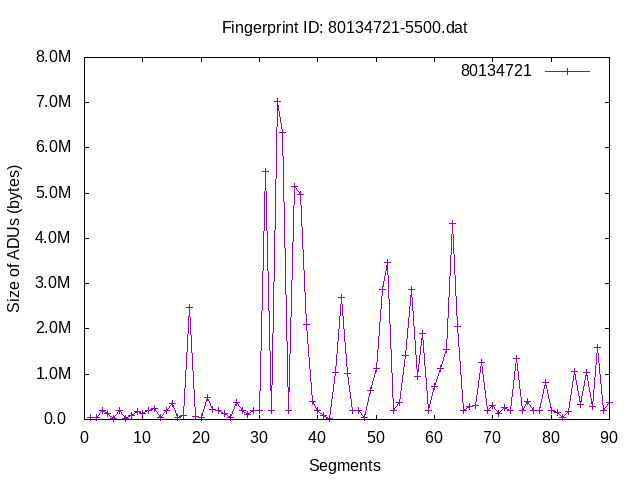 Fingerprint ID: 80134721-5500.dat
80134721
8.0M
7.0M
6.0M
5.0M
4.0M
3.0M
2.0M
1.0M
0.0
Size of ADUs (bytes)
0 10 20 30 40 50 60 70 80 90
Segments